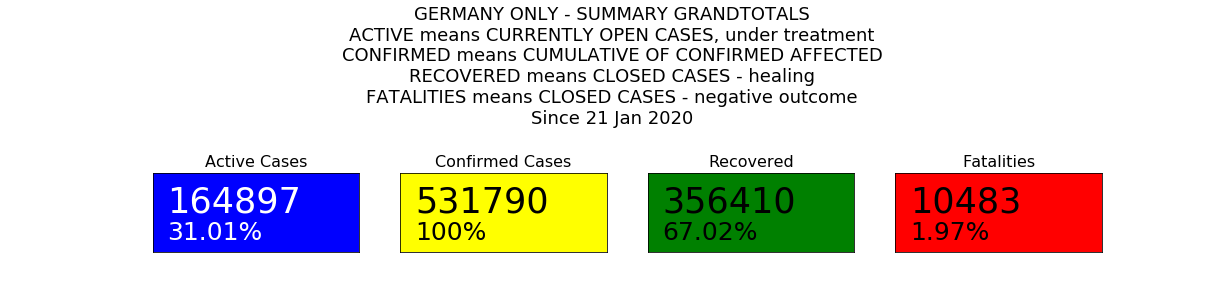 GERMANY ONLY - SUMMARY GRANDTOTALS
ACTIVE means CURRENTLY OPEN CASES, under treatment
CONFIRMED means CUMULATIVE OF CONFIRMED AFFECTED
RECOVERED means CLOSED CASES - healing
FATALITIES means CLOSED CASES - negative outcome
Since 21 Jan 2020
Active Cases
164897
31.01%
Confirmed Cases
531790
100%
Recovered
356410
67.02%
Fatalities
10483
1.97%